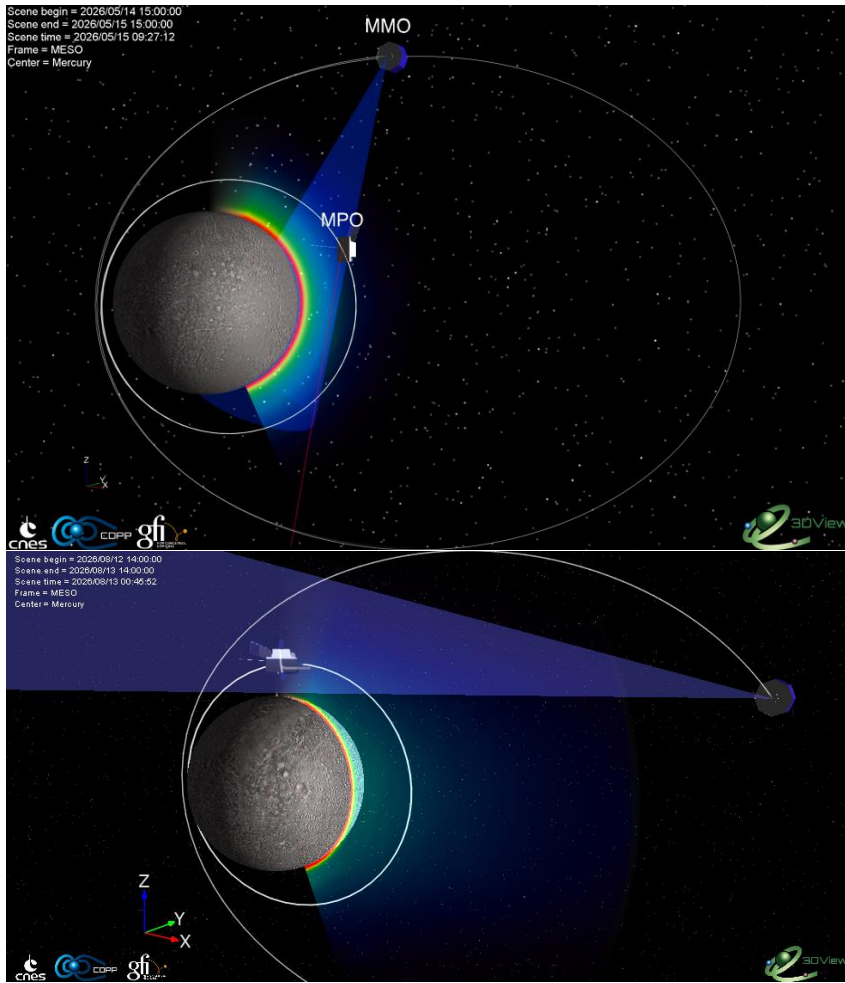 Scene begin = 2026/05/14 15:00:00
Scene end = 2026/05/15 15:00:00
Scene time = 2026/05/15 09:27:12
Frame = MESO
Center = Mercury
MMO
MPO
Z
Y
X
cnes
CDPP
gfi
3DView
Scene begin = 2026/08/12 14:00:00
Scene end = 2026/08/13 14:00:00
Scene time = 2026/08/13 00:45:52
Frame = MESO
Center = Mercury
Z
Y
X
cnes
CDPP
gfi
3DView